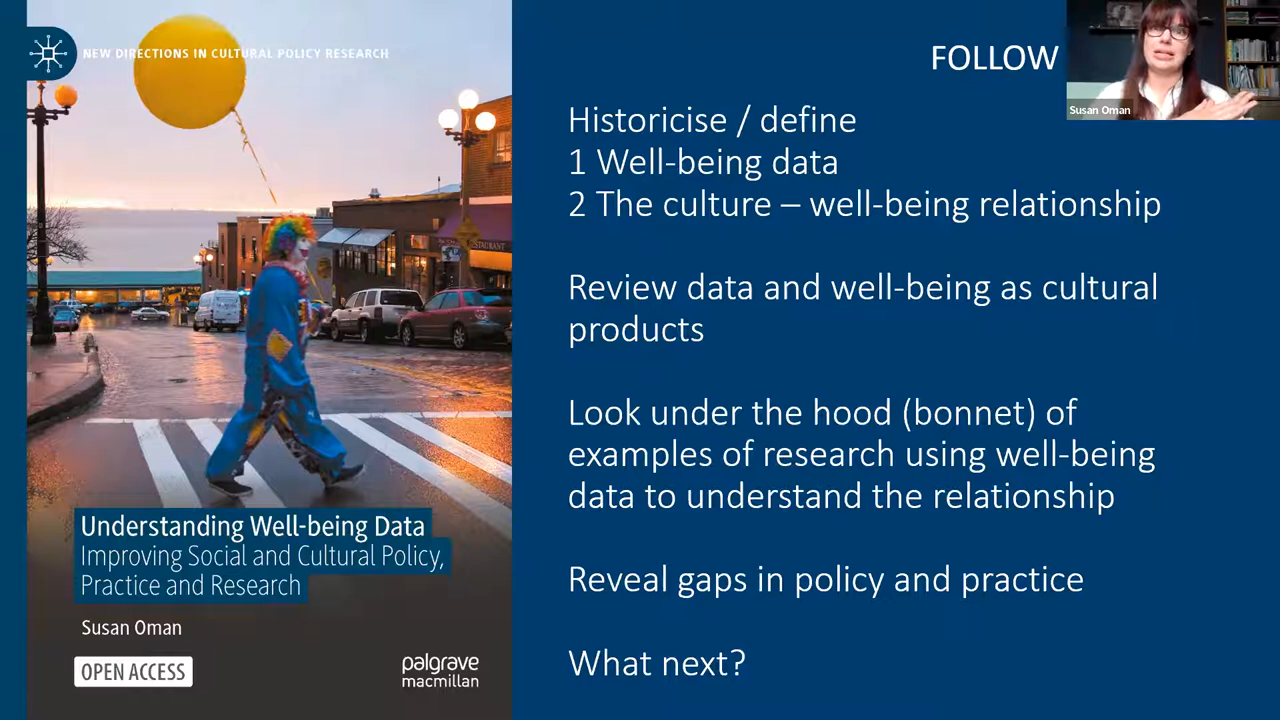 NEW DIRECTIONS IN CULTURAL POLICY RESEARCH
Understanding Well-being Data
Improving Social and Cultural Policy,
Practice and Research
Susan Oman
OPEN ACCESS
palgrave
macmillan
FOLLOW
Susan Oman
Historicise / define
1 Well-being data
2 The culture – well-being relationship
Review data and well-being as cultural
products
Look under the hood (bonnet) of
examples of research using well-being
data to understand the relationship
Reveal gaps in policy and practice
What next?